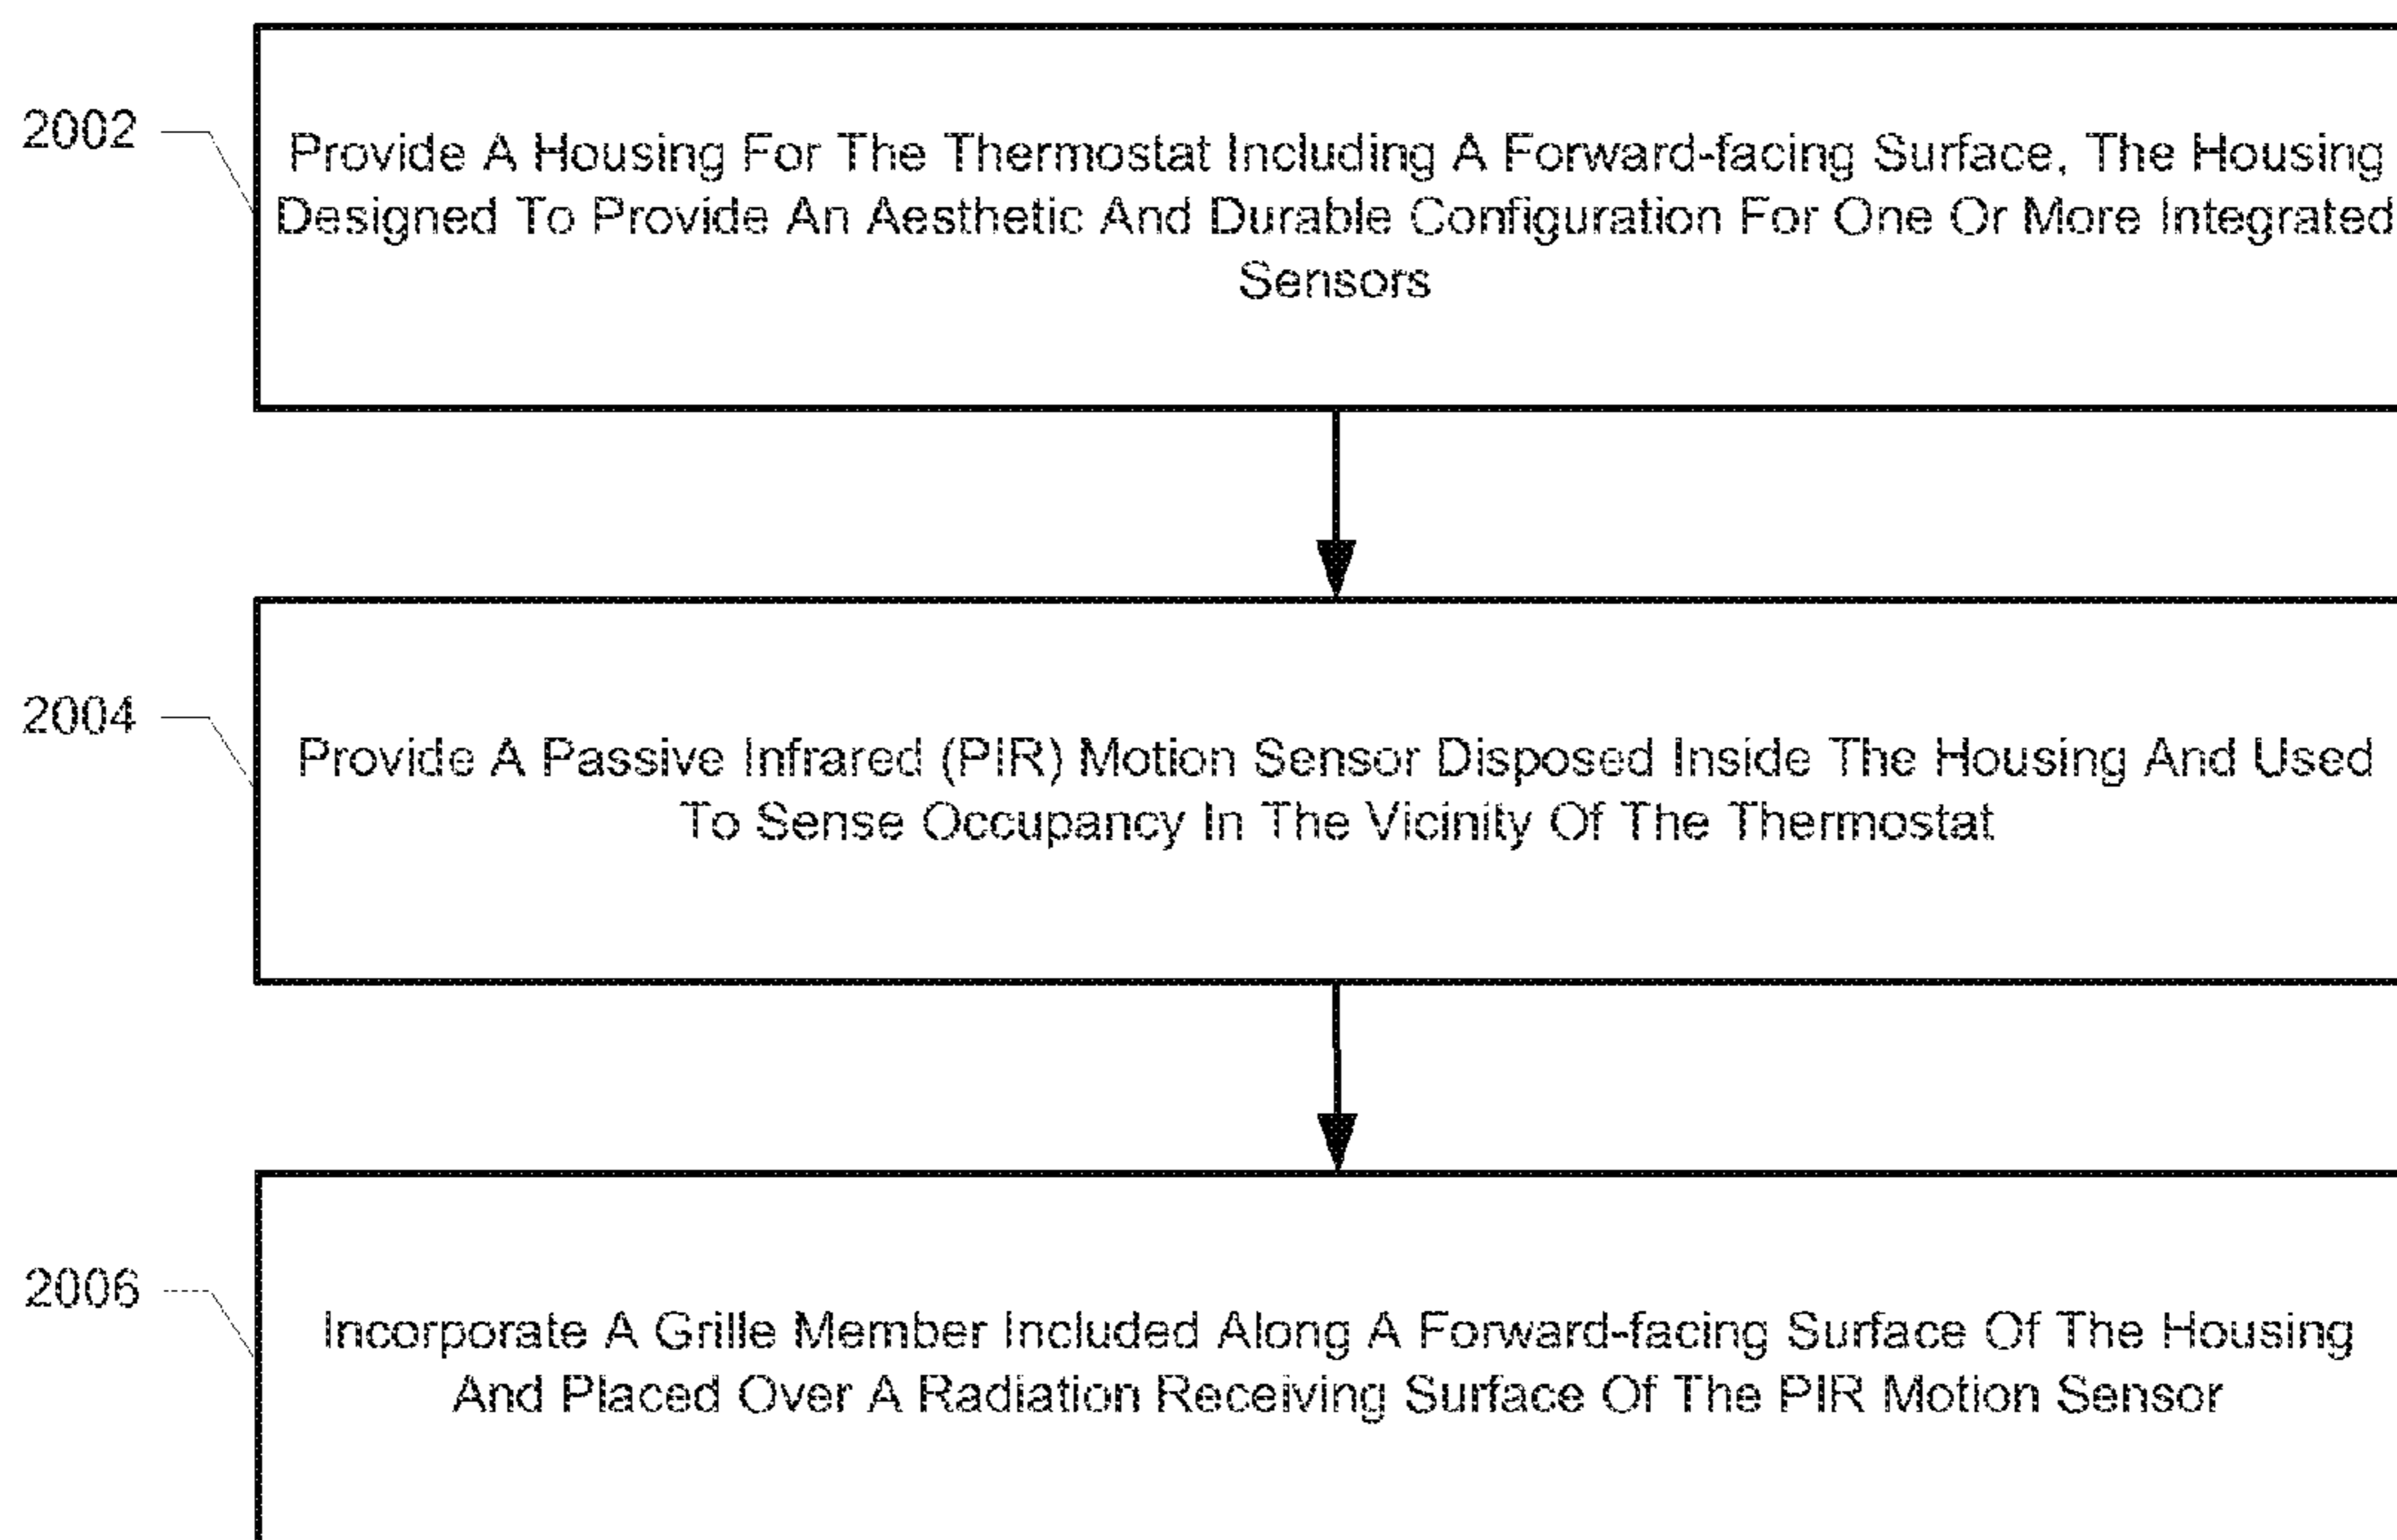 2002
Provide A Housing For The Thermostat Including A Forward-facing Surface, The Housing
Designed To Provide An Aesthetic And Durable Configuration For One Or More Integrated
Sensors
2004
Provide A Passive Infrared (PIR) Motion Sensor Disposed Inside The Housing And Used
To Sense Occupancy In The Vicinity Of The Thermostat
2006
Incorporate A Grille Member Included Along A Forward-facing Surface Of The Housing
And Placed Over A Radiation Receiving Surface Of The PIR Motion Sensor